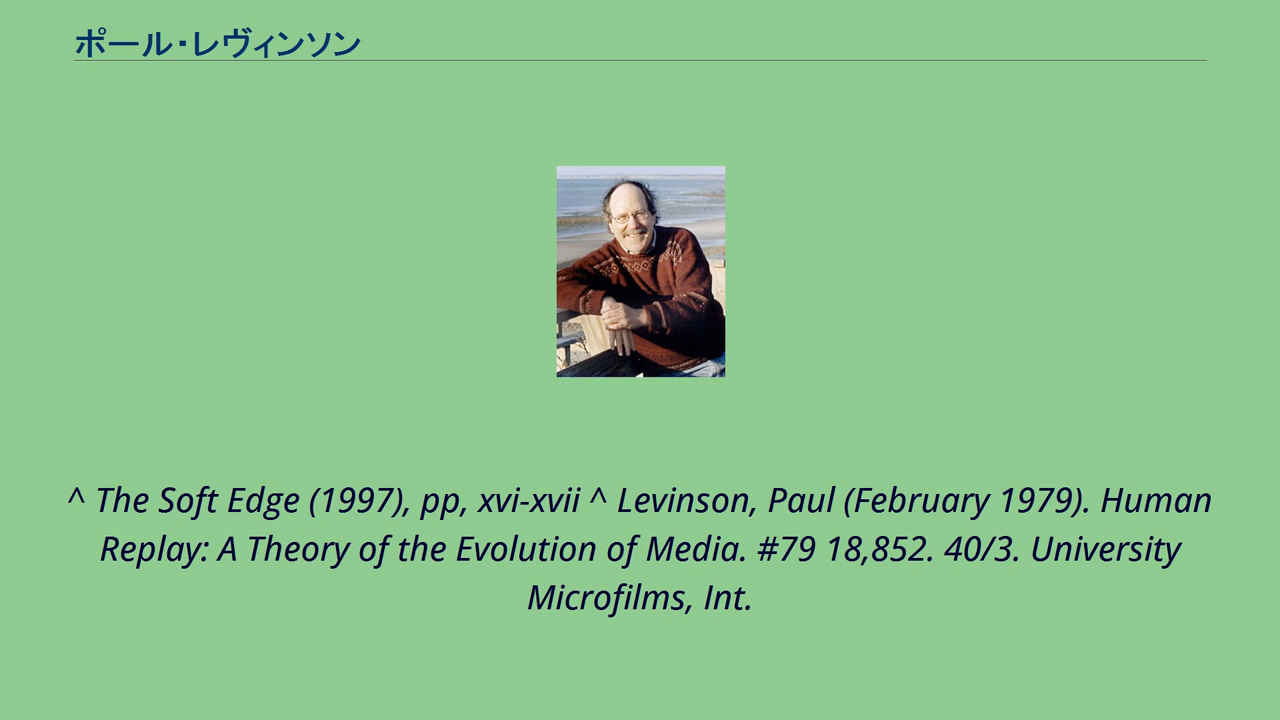 ポール・レヴィンソン
^ The Soft Edge (1997), pp, xvi-xvii ^ Levinson, Paul (February 1979). Human
Replay: A Theory of the Evolution of Media. #79 18,852. 40/3. University
Microfilms, Int.